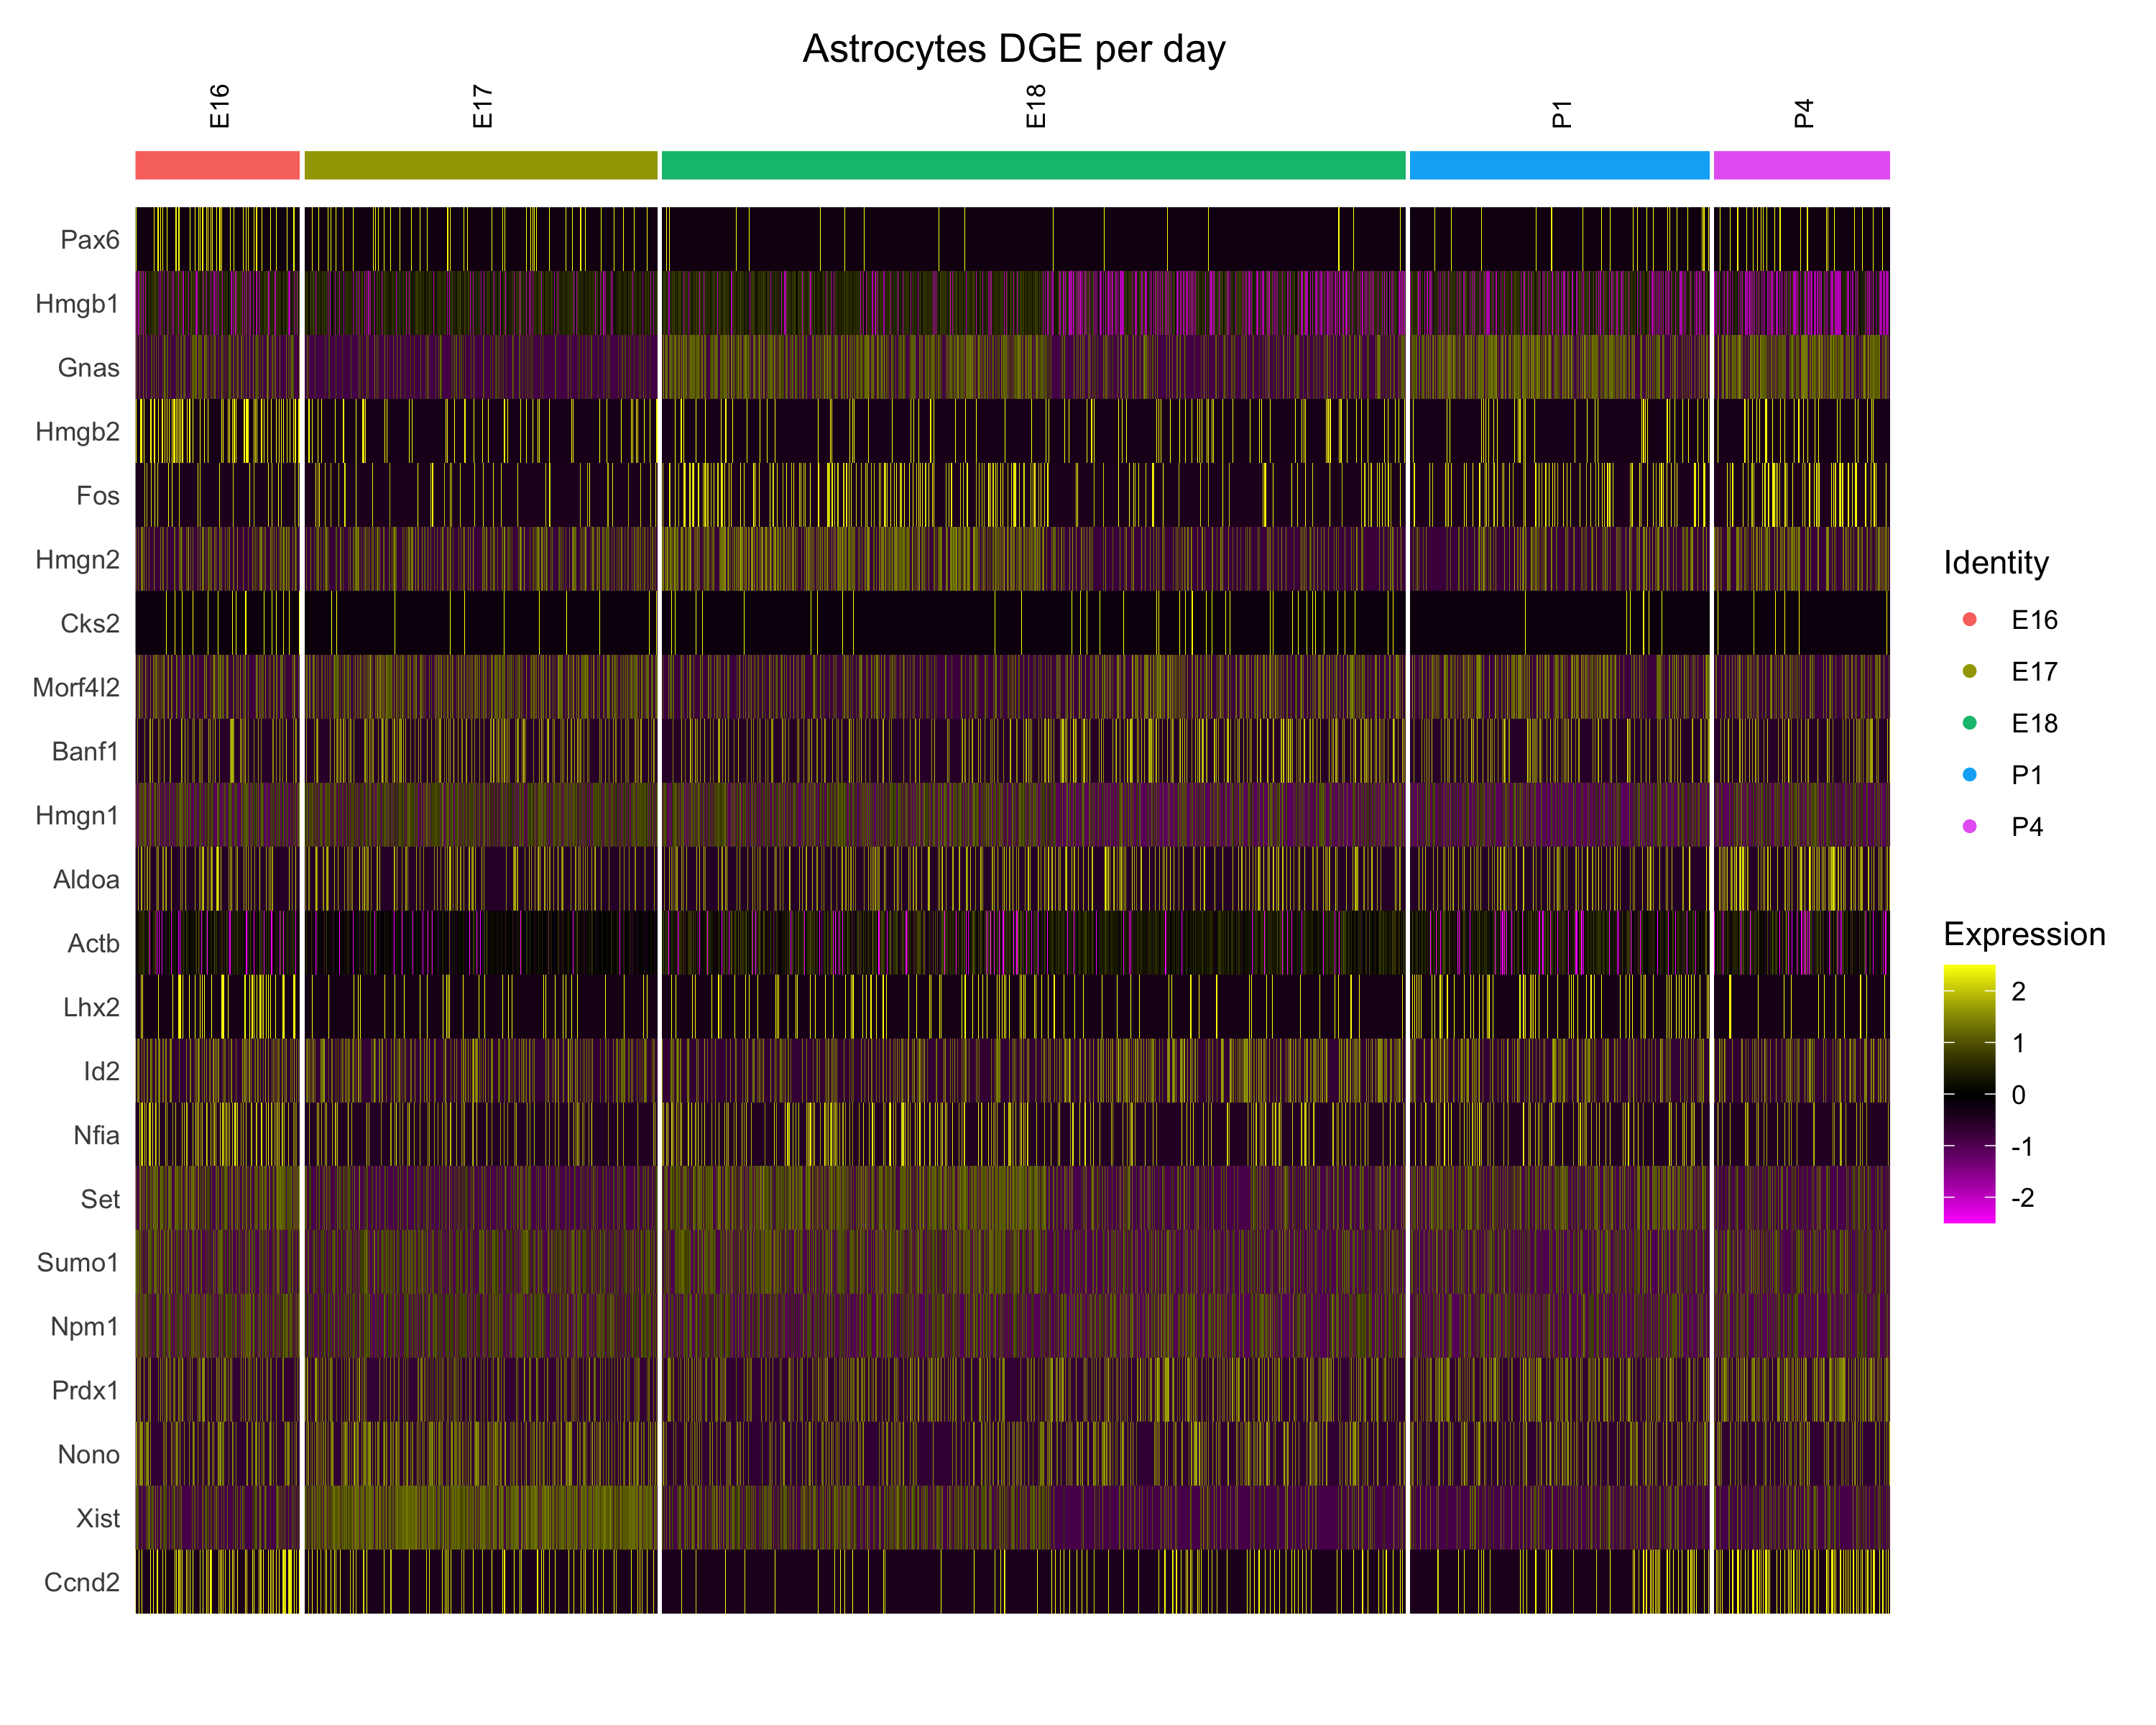 Astrocytes DGE per day
E16
E17
E18
P1
P4
Pax6
Hmgb1
Gnas
Hmgb2
Fos
Hmgn2
Cks2
Morf4l2
Banf1
Hmgn1
Aldoa
Actb
Lhx2
Id2
Nfia
Set
Sumo1
Npm1
Prdx1
Nono
Xist
Ccnd2
Identity
E16
E17
E18
P1
P4
Expression
2
1
0
-1
-2